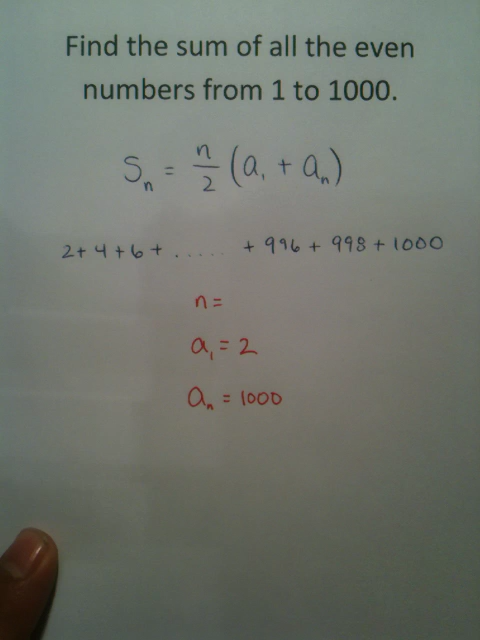 Find the sum of all the even
numbers from 1 to 1000.
Sₙ = n/2 (a₁ + aₙ)
2+4+6+ ..... + 996 + 998 + 1000
n =
a₁ = 2
aₙ = 1000